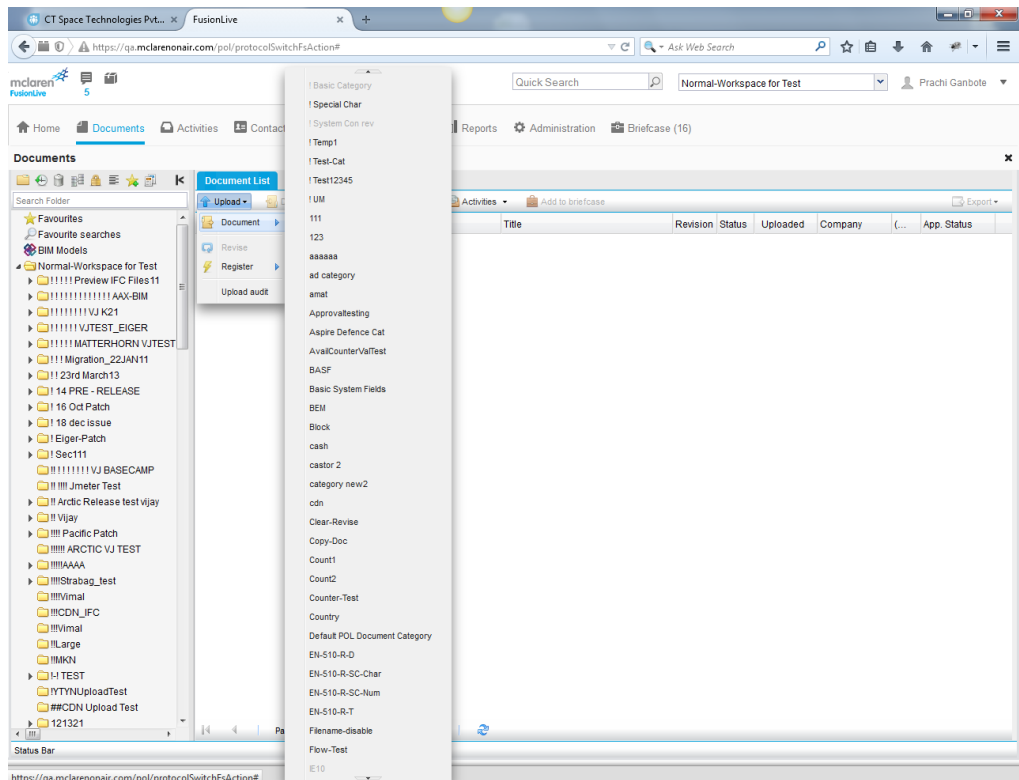 CT Space Technologies Pvt... ×
FusionLive ×
https://qa.mclarenonair.com/pol/protocolSwitchFsAction#
Ask Web Search
mclaren
FusionLive
5
Quick Search
Normal-Workspace for Test
Prachi Ganbote
Home
Documents
Activities
Contact
Reports
Administration
Briefcase (16)
Documents
Search Folder
Favourites
Favourite searches
BIM Models
Normal-Workspace for Test
! ! ! ! ! Preview IFC Files11
! ! ! ! ! ! ! ! ! ! ! ! ! AAX-BIM
! ! ! ! ! ! ! ! VJ K21
! ! ! ! ! ! VJTEST_EIGER
! ! ! ! ! MATTERHORN VJTEST
! ! ! Migration_22JAN11
! ! 23rd March13
! 14 PRE - RELEASE
! 16 Oct Patch
! 18 dec issue
! Eiger-Patch
! Sec111
!! ! ! ! ! ! ! ! VJ BASECAMP
!! !!!! Jmeter Test
!! Arctic Release test vijay
!! Vijay
!!!! Pacific Patch
!!!!!! ARCTIC VJ TEST
!!!!!AAAA
!!!!Strabag_test
!!!!Vimal
!!!CDN_IFC
!!!Vimal
!!Large
!!MKN
!-! TEST
!YTYNUploadTest
##CDN Upload Test
121321
Document List
Upload
Activities
Add to briefcase
Export
Title
Revision
Status
Uploaded
Company
(...
App. Status
Document
Revise
Register
Upload audit
! Basic Category
! Special Char
! System Con rev
! Temp1
! Test-Cat
! Test12345
! UM
111
123
aaaaaa
ad category
amat
Approvaltesting
Aspire Defence Cat
AvailCounterValTest
BASF
Basic System Fields
BEM
Block
cash
castor 2
category new2
cdn
Clear-Revise
Copy-Doc
Count1
Count2
Counter-Test
Country
Default POL Document Category
EN-510-R-D
EN-510-R-SC-Char
EN-510-R-SC-Num
EN-510-R-T
Filename-disable
Flow-Test
IE10
Pa
Status Bar
https://qa.mclarenonair.com/pol/protocolSwitchFsAction#